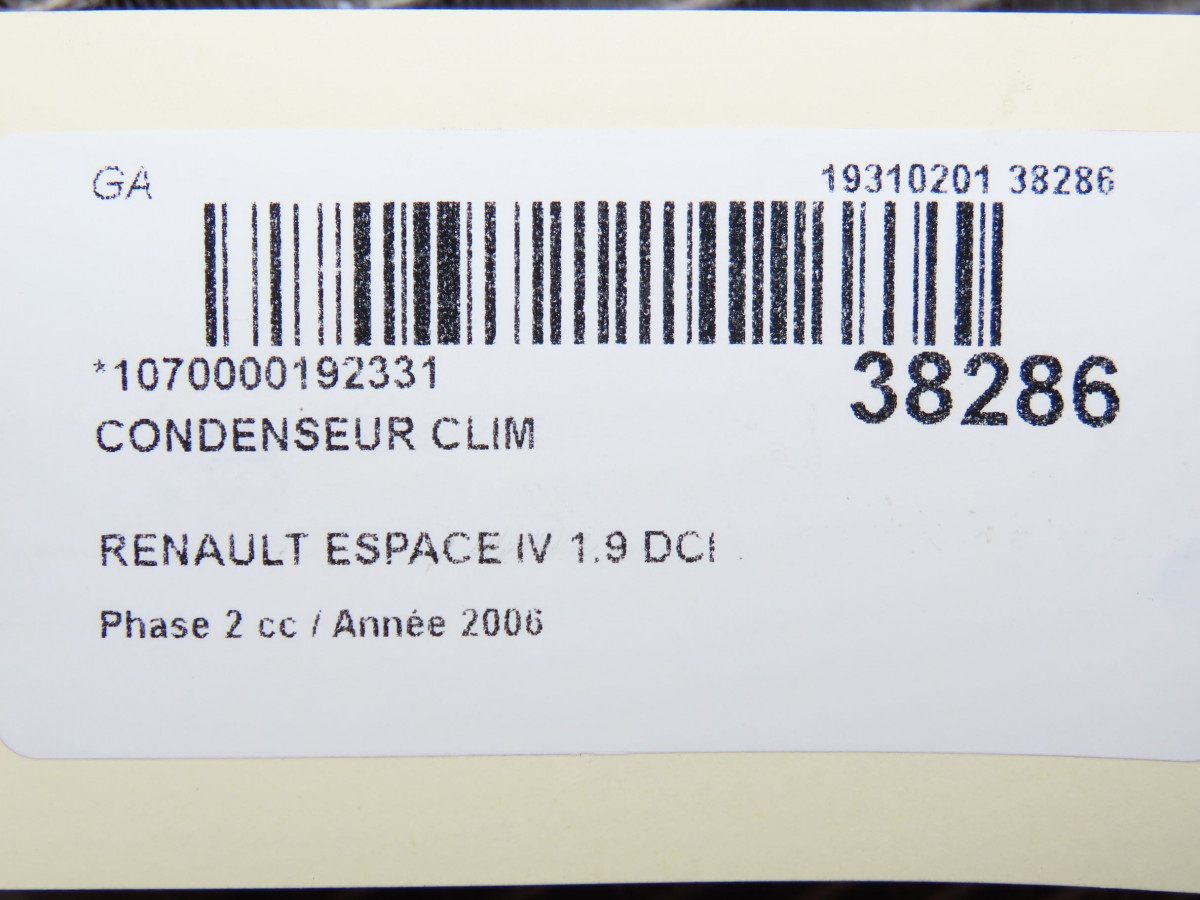 GA
19310201 38286
*1070000192331
38286
CONDENSEUR CLIM
RENAULT ESPACE IV 1.9 DCI
Phase 2 cc / Année 2006